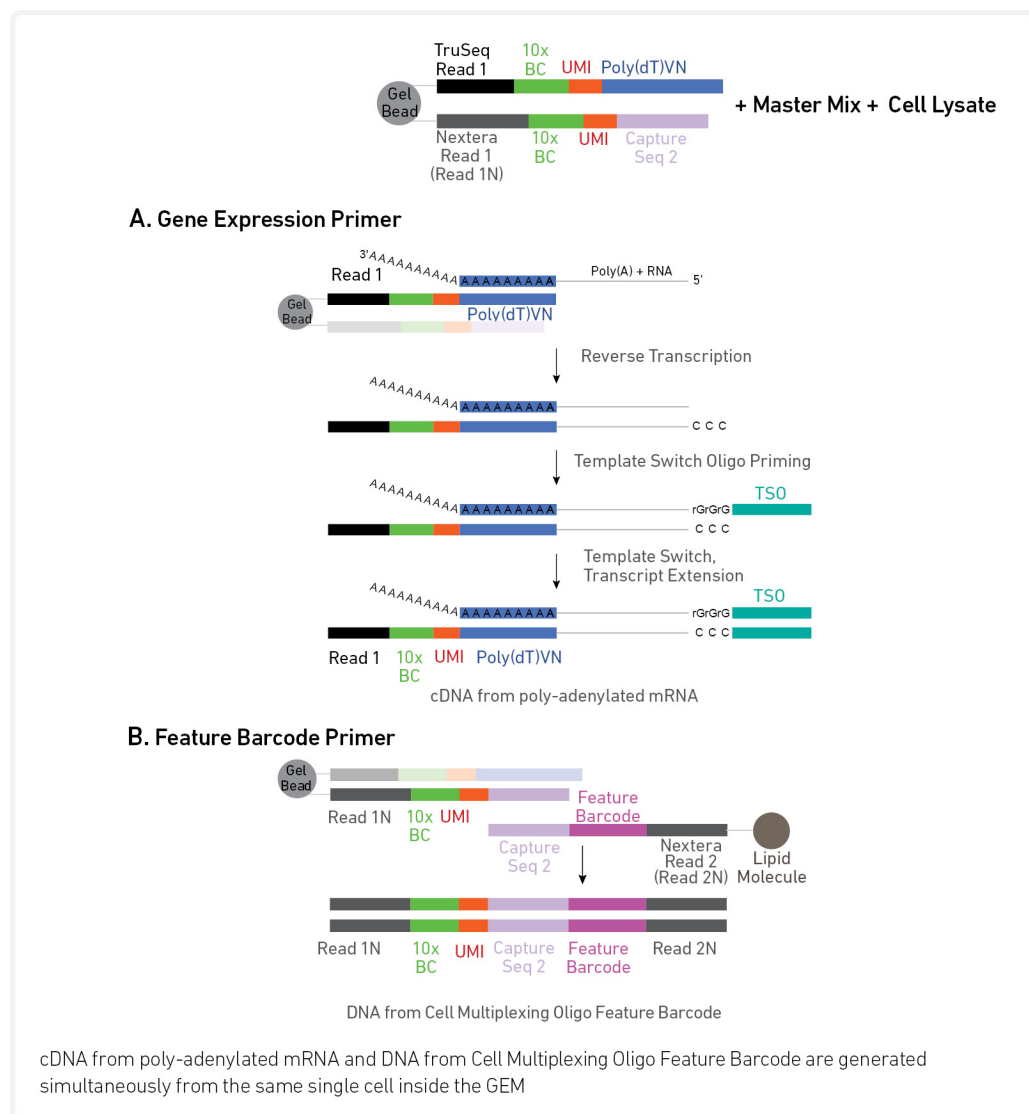 TruSeq
Read 1
10x
BC
UMI
Poly(dT)VN
Gel
Bead
+ Master Mix + Cell Lysate
Nextera
Read 1
(Read 1N)
10x
BC
UMI
Capture
Seq 2
A. Gene Expression Primer
3'AAAAAAAAA
AAAAAAAAA
Poly(A) + RNA
5'
Read 1
Gel
Bead
Poly(dT)VN
Reverse Transcription
AAAAAAAAAA
AAAAAAAAA
C C C
Template Switch Oligo Priming
AAAAAAAAAA
AAAAAAAAA
rGrGrG
TSO
C C C
Template Switch,
Transcript Extension
AAAAAAAAAA
AAAAAAAAA
rGrGrG
TSO
C C C
Read 1
10x
BC
UMI
Poly(dT)VN
cDNA from poly-adenylated mRNA
B. Feature Barcode Primer
Gel
Bead
Read 1N
10x
BC
UMI
Feature
Barcode
Capture
Seq 2
Nextera
Read 2
(Read 2N)
Lipid
Molecule
Read 1N
10x
BC
UMI
Capture
Seq 2
Feature
Barcode
Read 2N
DNA from Cell Multiplexing Oligo Feature Barcode
cDNA from poly-adenylated mRNA and DNA from Cell Multiplexing Oligo Feature Barcode are generated
simultaneously from the same single cell inside the GEM